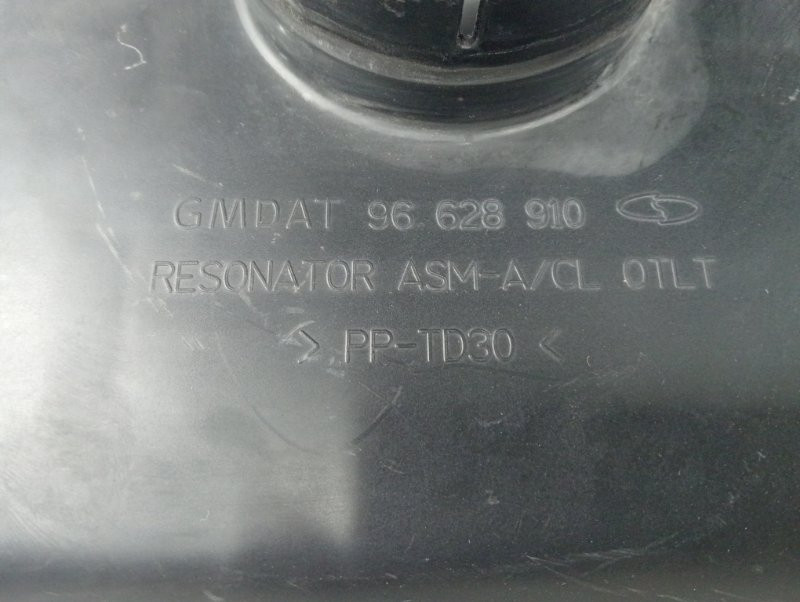 GMDAT 96 628 910
RESONATOR ASM-A/CL OTLT
> PP-TD30 <